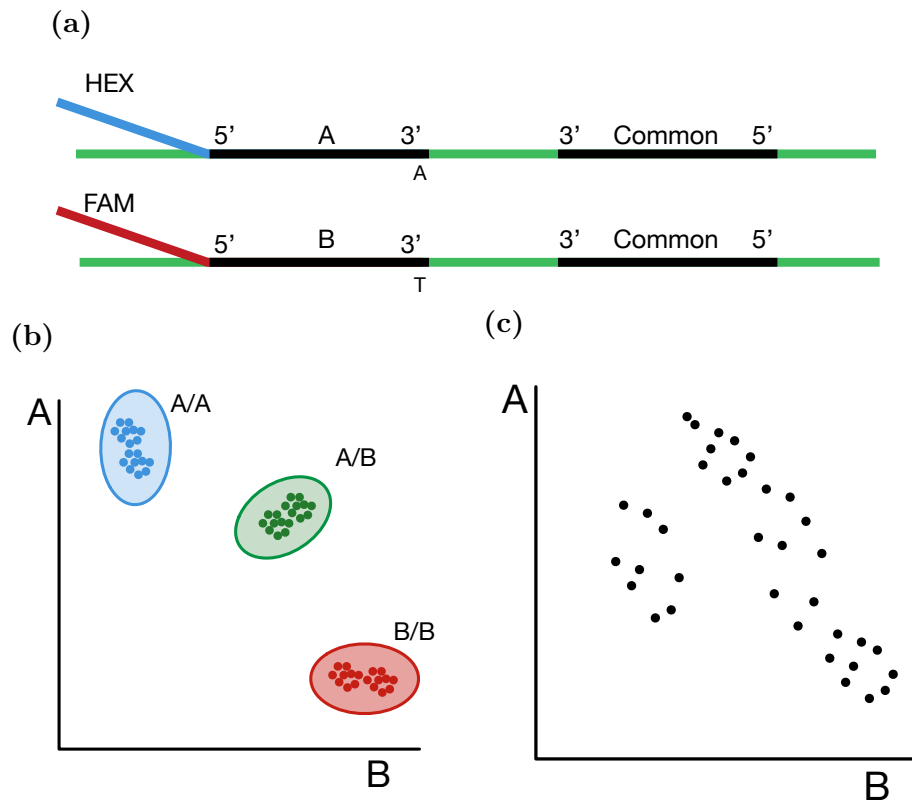 (a)
HEX
5’ A 3’ 3’ Common 5’
A
FAM
5’ B 3’ 3’ Common 5’
T
(b)
A
A/A
A/B
B/B
B
(c)
A
B